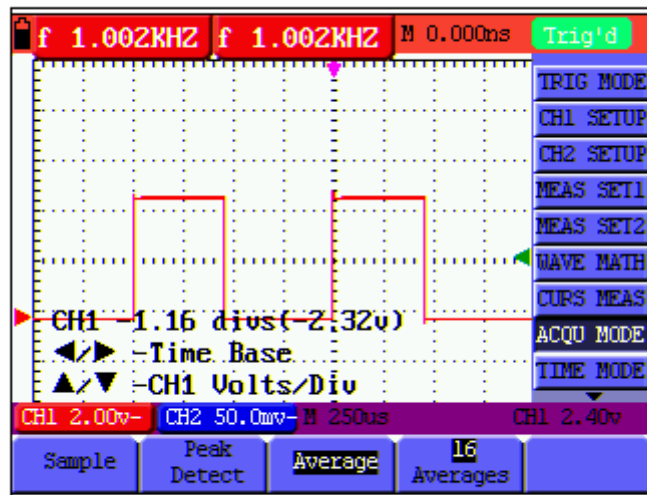 f 1.002KHZ f 1.002KHZ M 0.000ns Trig'd
TRIG MODE
CH1 SETUP
CH2 SETUP
MEAS SET1
MEAS SET2
WAVE MATH
CURS MEAS
ACQU MODE
TIME MODE
CH1 -1.16 divs(-2.32v)
◀/▶ -Time Base
▲/▼ -CH1 Volts/Div
CH1 2.00v- CH2 50.0mv- M 250us CH1 2.40v
Sample
Peak Detect
Average
16 Averages